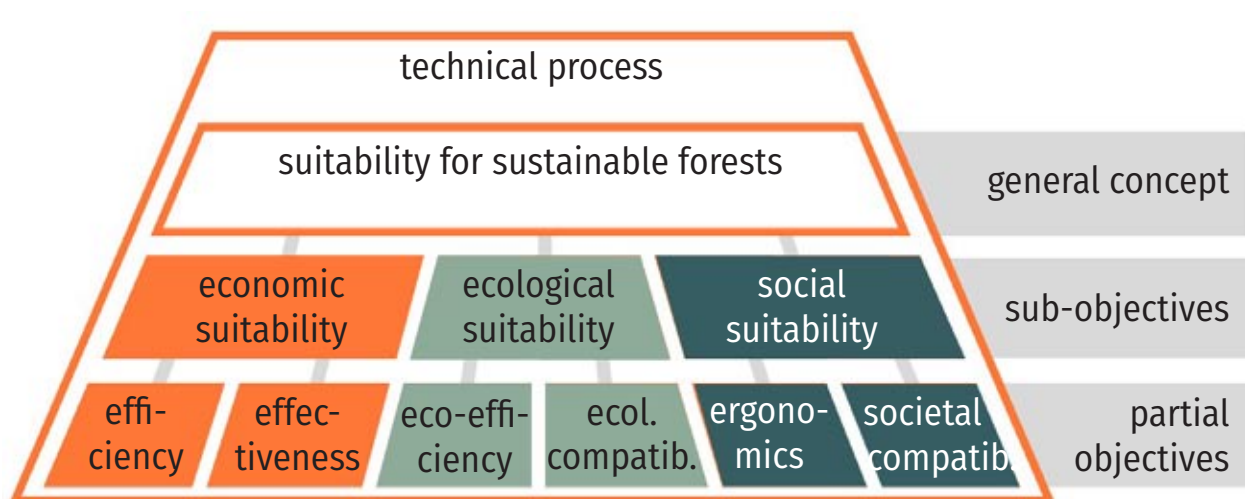 technical process
suitability for sustainable forests
general concept
economic
suitability
ecological
suitability
social
suitability
sub-objectives
effi-
ciency
effec-
tiveness
eco-effi-
ciency
ecol.
compatib.
ergono-
mics
societal
compatib.
partial
objectives